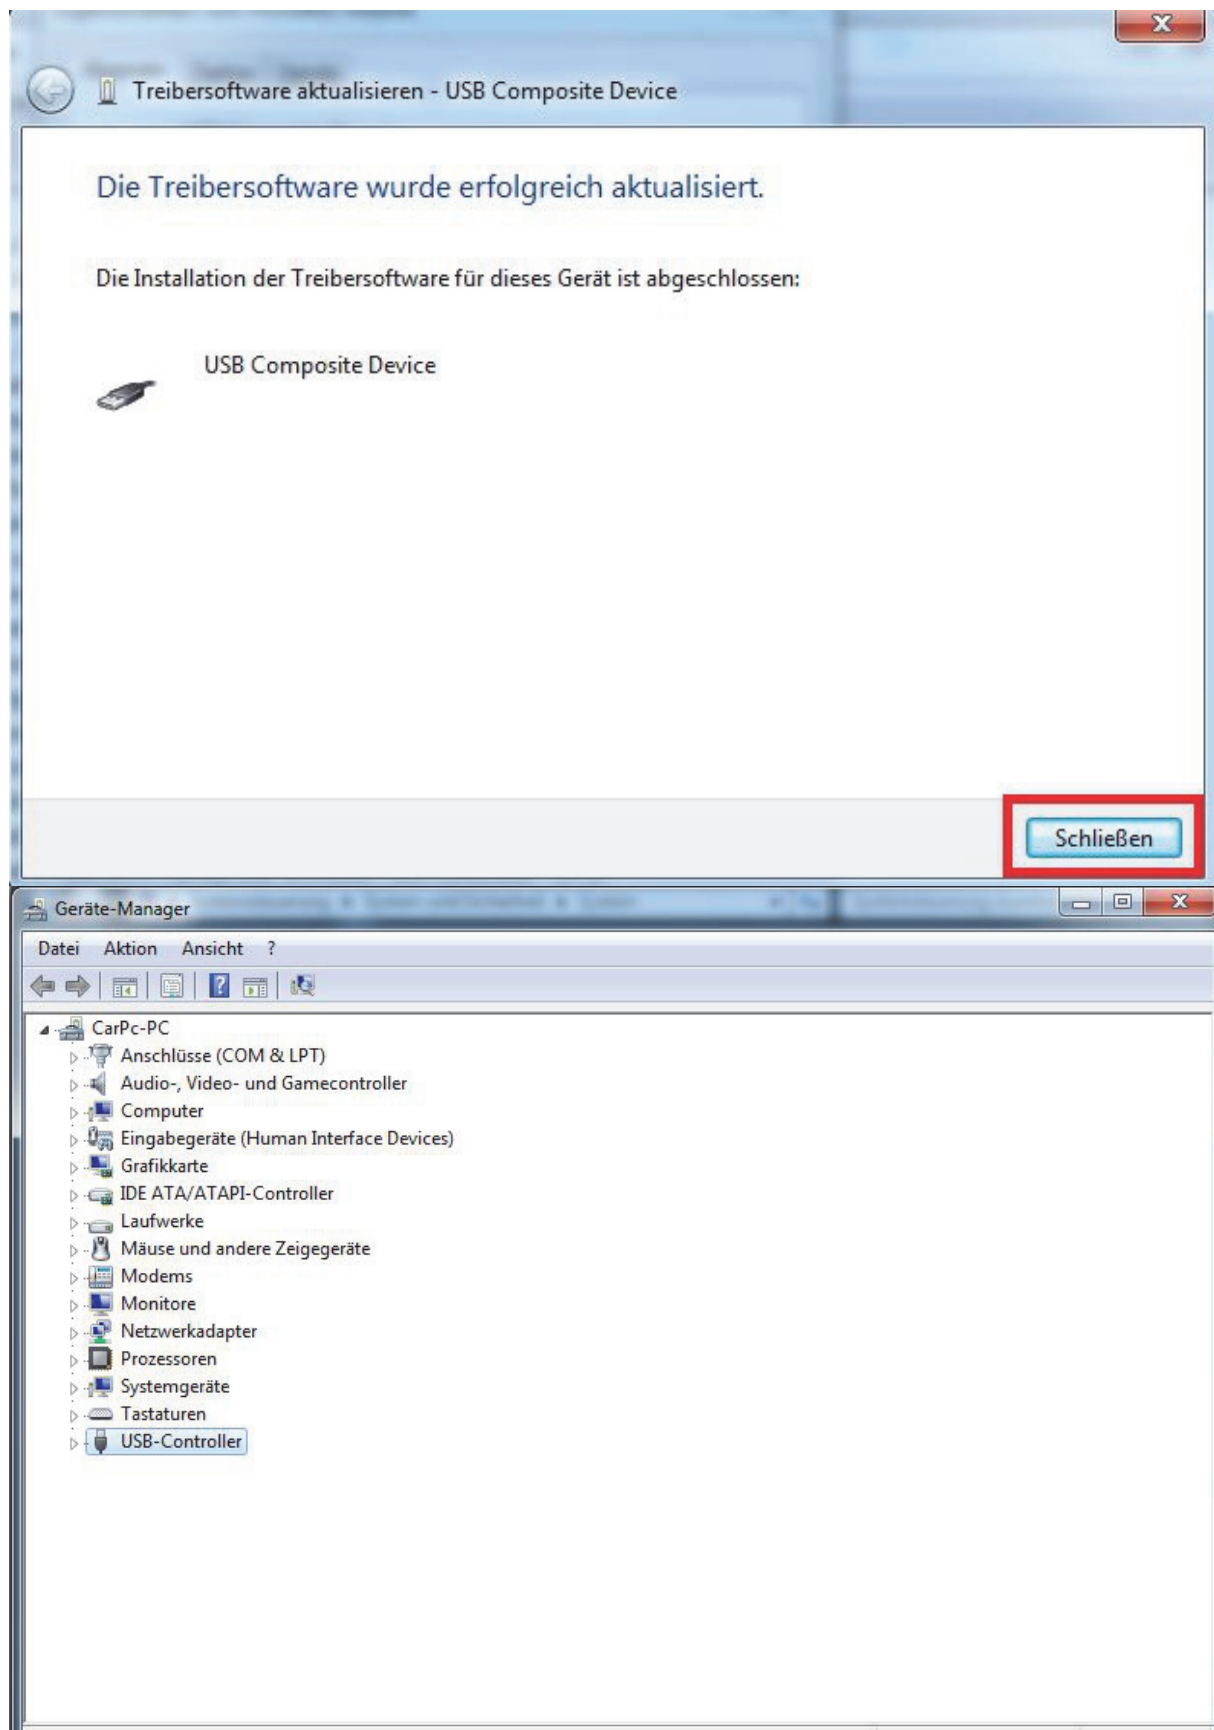 Treibersoftware aktualisieren - USB Composite Device
Die Treibersoftware wurde erfolgreich aktualisiert.
Die Installation der Treibersoftware für dieses Gerät ist abgeschlossen:
USB Composite Device
Schließen
Geräte-Manager
Datei Aktion Ansicht ?
CarPc-PC
Anschlüsse (COM & LPT)
Audio-, Video- und Gamecontroller
Computer
Eingabegeräte (Human Interface Devices)
Grafikkarte
IDE ATA/ATAPI-Controller
Laufwerke
Mäuse und andere Zeigegeräte
Modems
Monitore
Netzwerkadapter
Prozessoren
Systemgeräte
Tastaturen
USB-Controller